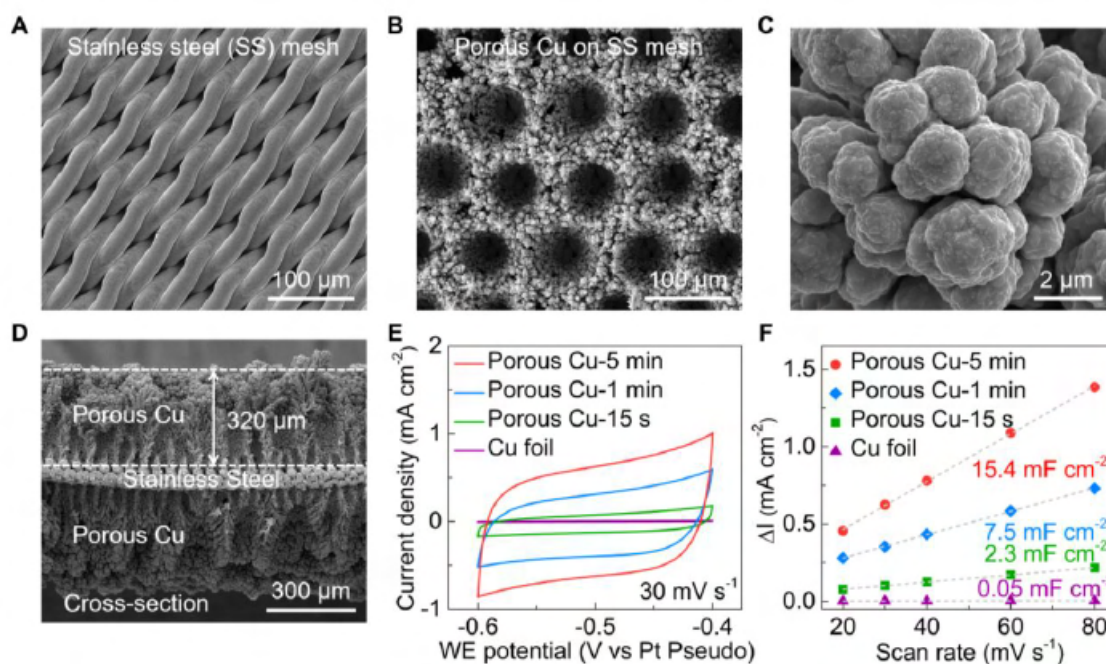 A
Stainless steel (SS) mesh
100 μm
B
Porous Cu on SS mesh
100 μm
C
2 μm
D
Porous Cu
320 μm
Stainless Steel
Porous Cu
300 μm
Cross-section
E
Current density (mA cm⁻²)
2
1
0
-1
Porous Cu-5 min
Porous Cu-1 min
Porous Cu-15 s
Cu foil
30 mV s⁻¹
-0.6
-0.5
-0.4
WE potential (V vs Pt Pseudo)
F
ΔI (mA cm⁻²)
1.5
1.0
0.5
0.0
Porous Cu-5 min
Porous Cu-1 min
Porous Cu-15 s
Cu foil
15.4 mF cm⁻²
7.5 mF cm⁻²
2.3 mF cm⁻²
0.05 mF cm⁻
20
40
60
80
Scan rate (mV s⁻¹)